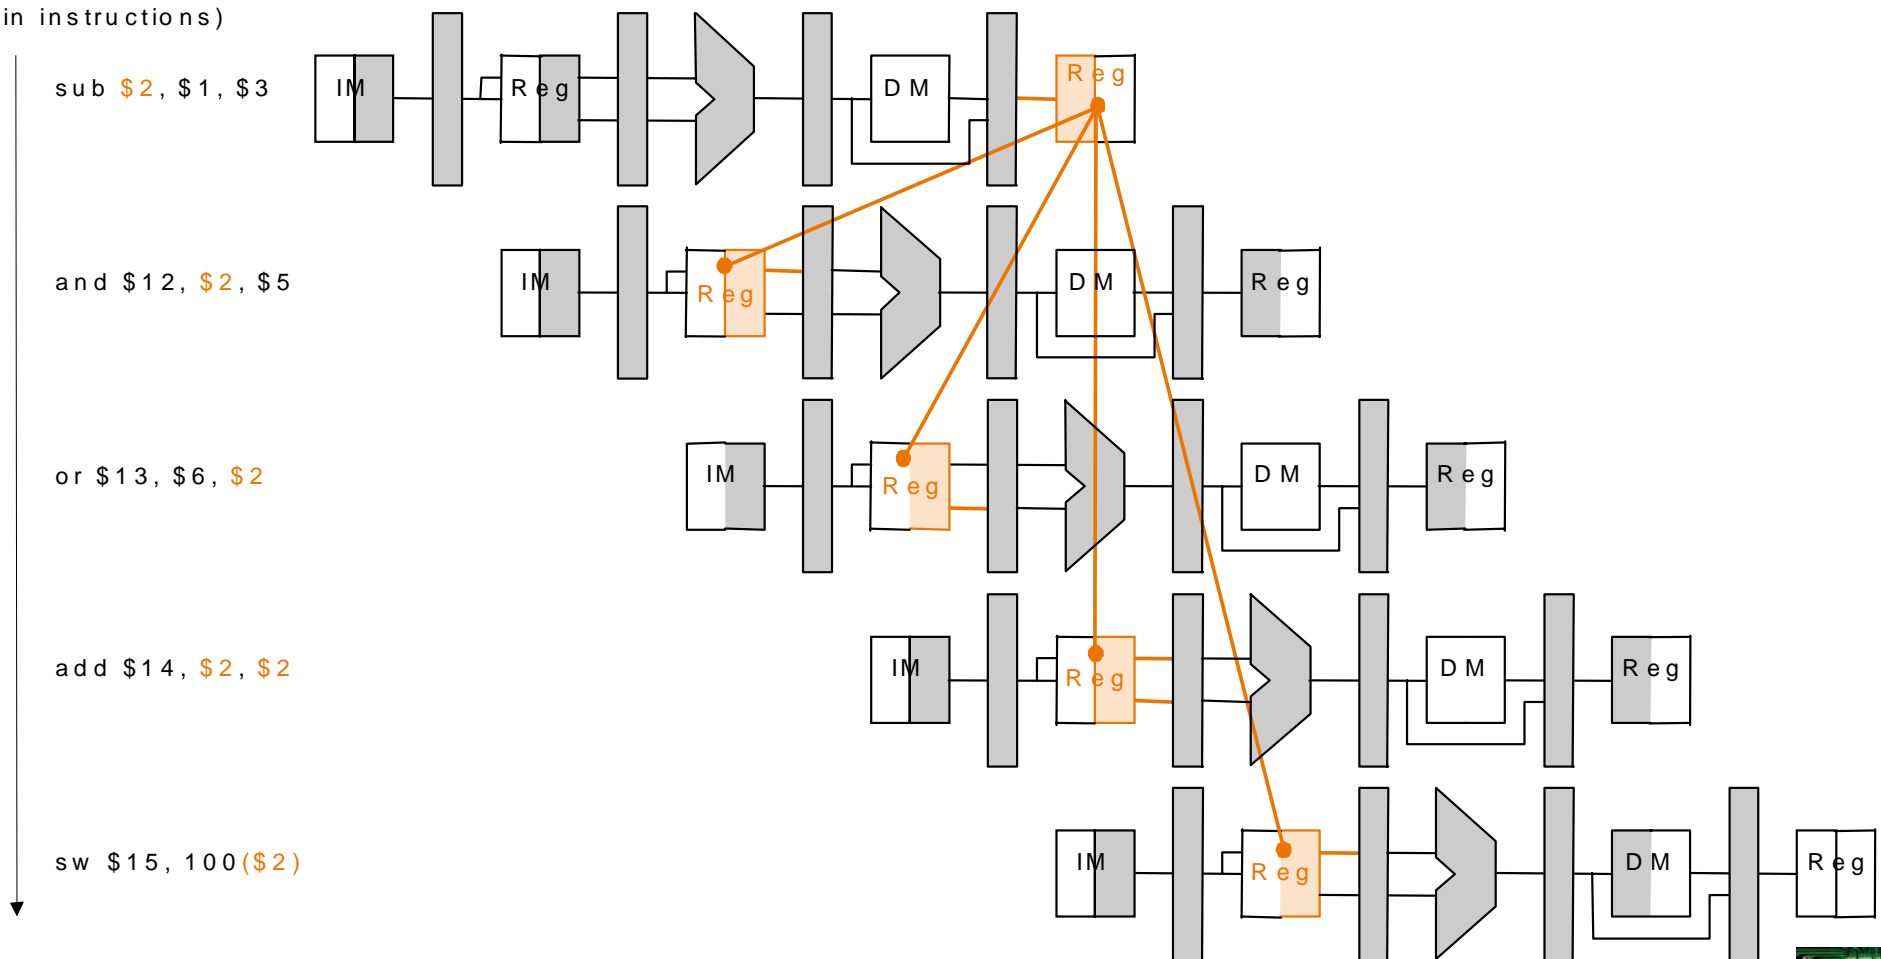 in instructions)
sub $2, $1, $3 IM Reg DM Reg
and $12, $2, $5 IM Reg DM Reg
or $13, $6, $2 IM Reg DM Reg
add $14, $2, $2 IM Reg DM Reg
sw $15, 100($2) IM Reg DM Reg